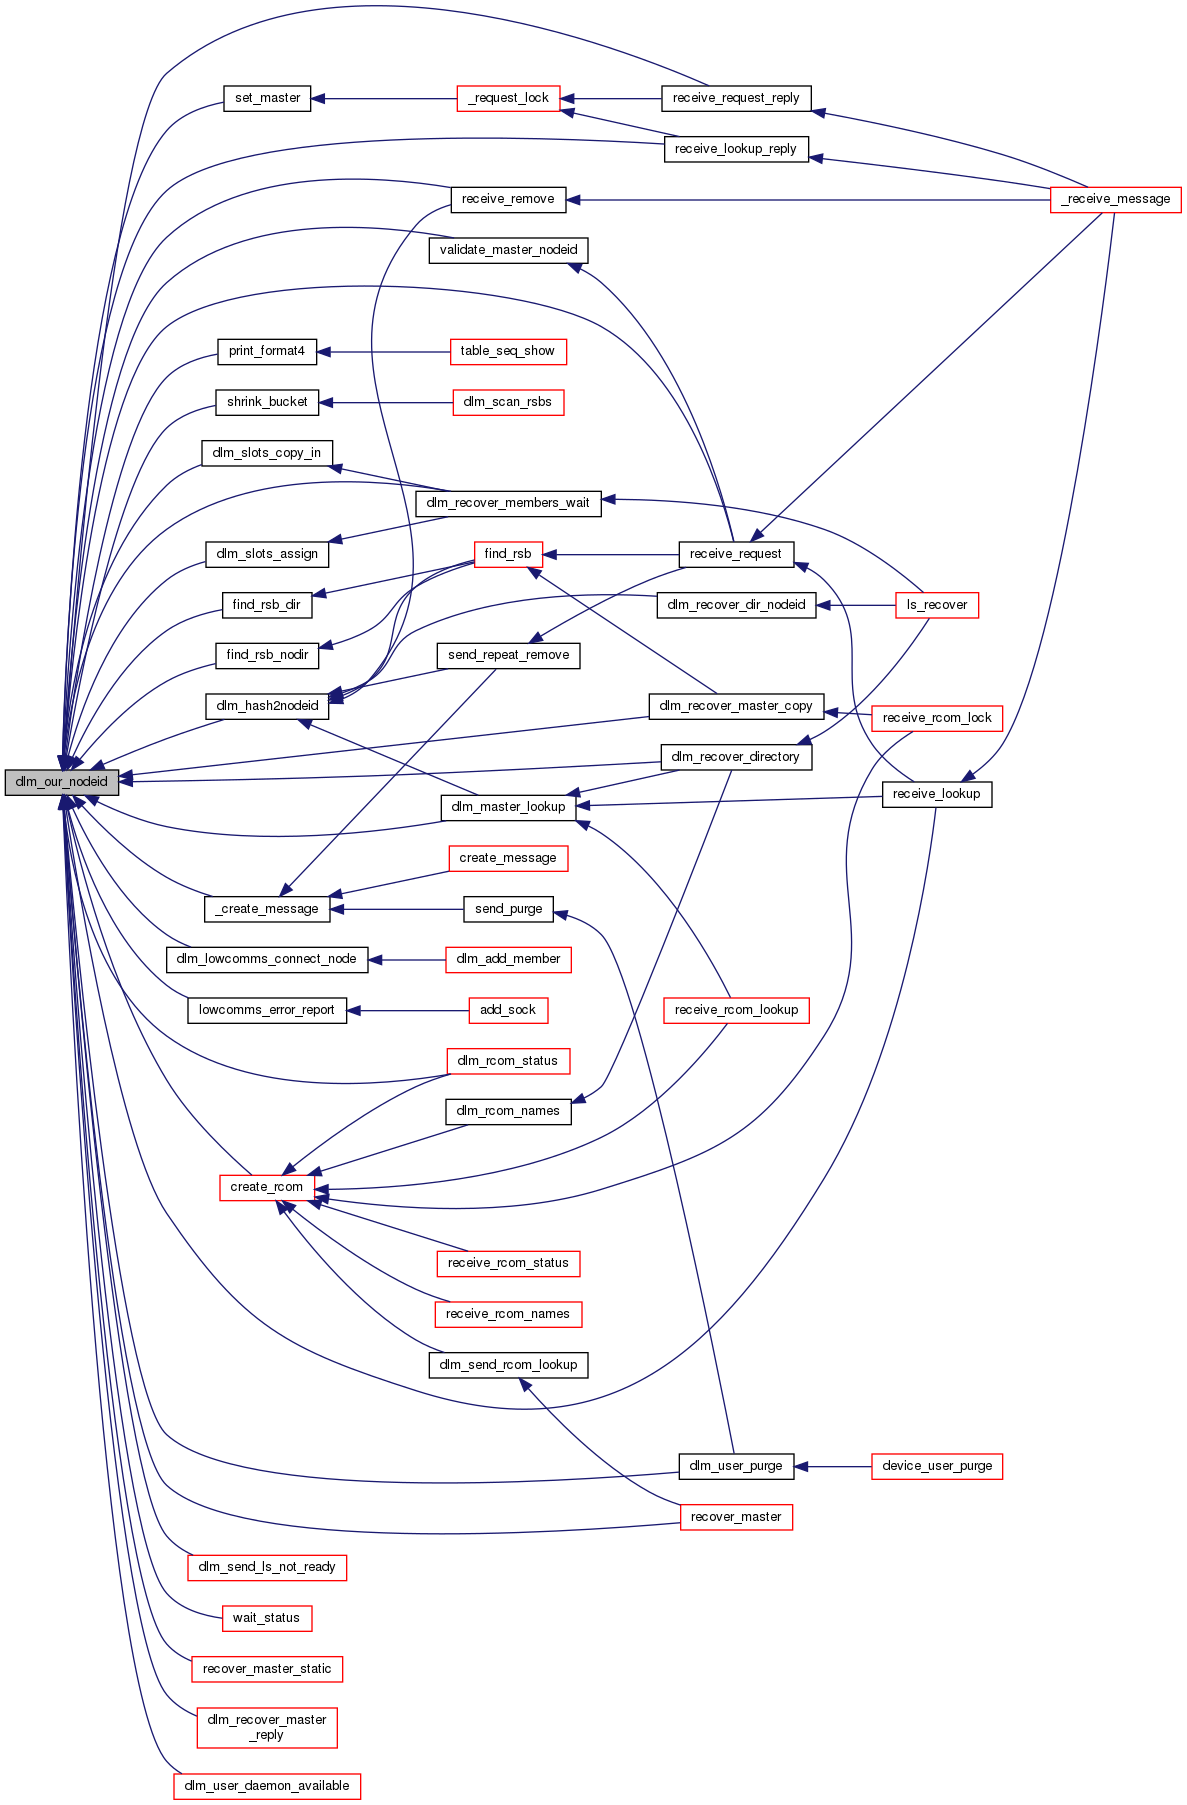 set_master
_request_lock
receive_request_reply
receive_lookup_reply
receive_remove
_receive_message
validate_master_nodeid
print_format4
table_seq_show
shrink_bucket
dlm_scan_rsbs
dlm_slots_copy_in
dlm_recover_members_wait
dlm_slots_assign
find_rsb
receive_request
find_rsb_dir
dlm_recover_dir_nodeid
ls_recover
find_rsb_nodir
send_repeat_remove
dlm_hash2nodeid
dlm_recover_master_copy
receive_rcom_lock
dlm_recover_directory
dlm_our_nodeid
receive_lookup
dlm_master_lookup
create_message
_create_message
send_purge
dlm_lowcomms_connect_node
dlm_add_member
lowcomms_error_report
add_sock
receive_rcom_lookup
dlm_rcom_status
dlm_rcom_names
create_rcom
receive_rcom_status
receive_rcom_names
dlm_send_rcom_lookup
dlm_user_purge
device_user_purge
recover_master
dlm_send_ls_not_ready
wait_status
recover_master_static
dlm_recover_master
_reply
dlm_user_daemon_available